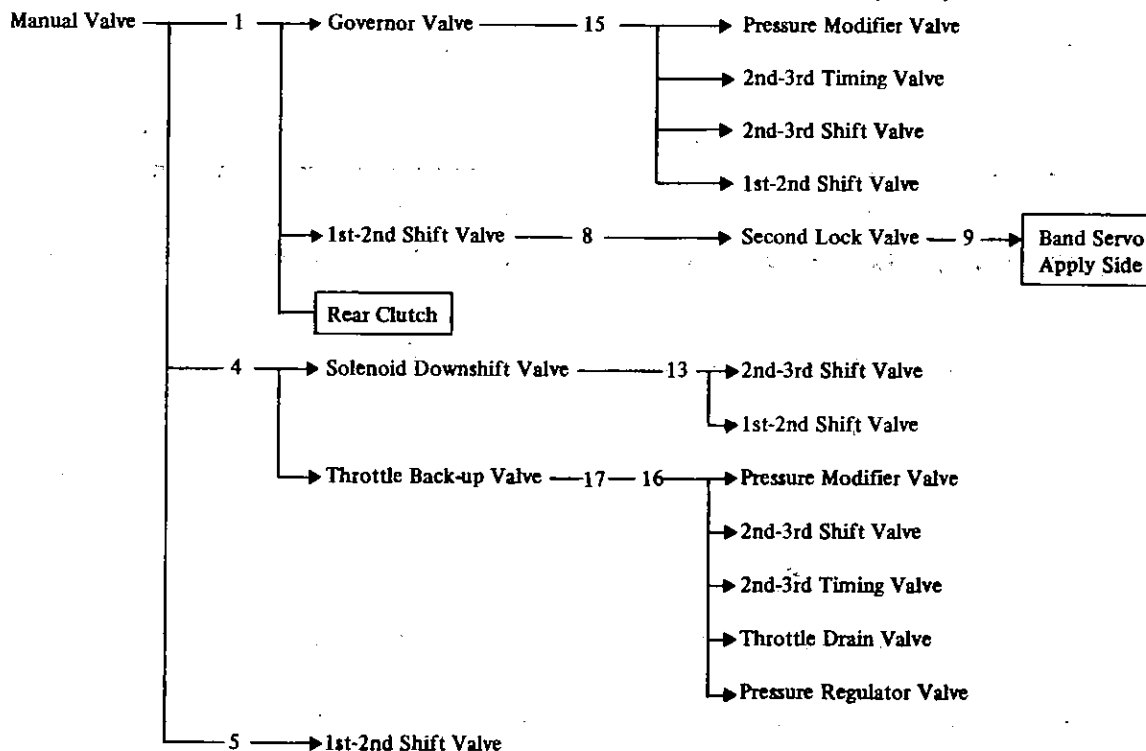 Manual Valve 1 Governor Valve 15 Pressure Modifier Valve
2nd-3rd Timing Valve
2nd-3rd Shift Valve
1st-2nd Shift Valve
1st-2nd Shift Valve 8 Second Lock Valve 9 Band Servo
Apply Side
Rear Clutch
4 Solenoid Downshift Valve 13 2nd-3rd Shift Valve
1st-2nd Shift Valve
Throttle Back-up Valve 17 16 Pressure Modifier Valve
2nd-3rd Shift Valve
2nd-3rd Timing Valve
Throttle Drain Valve
Pressure Regulator Valve
5 1st-2nd Shift Valve